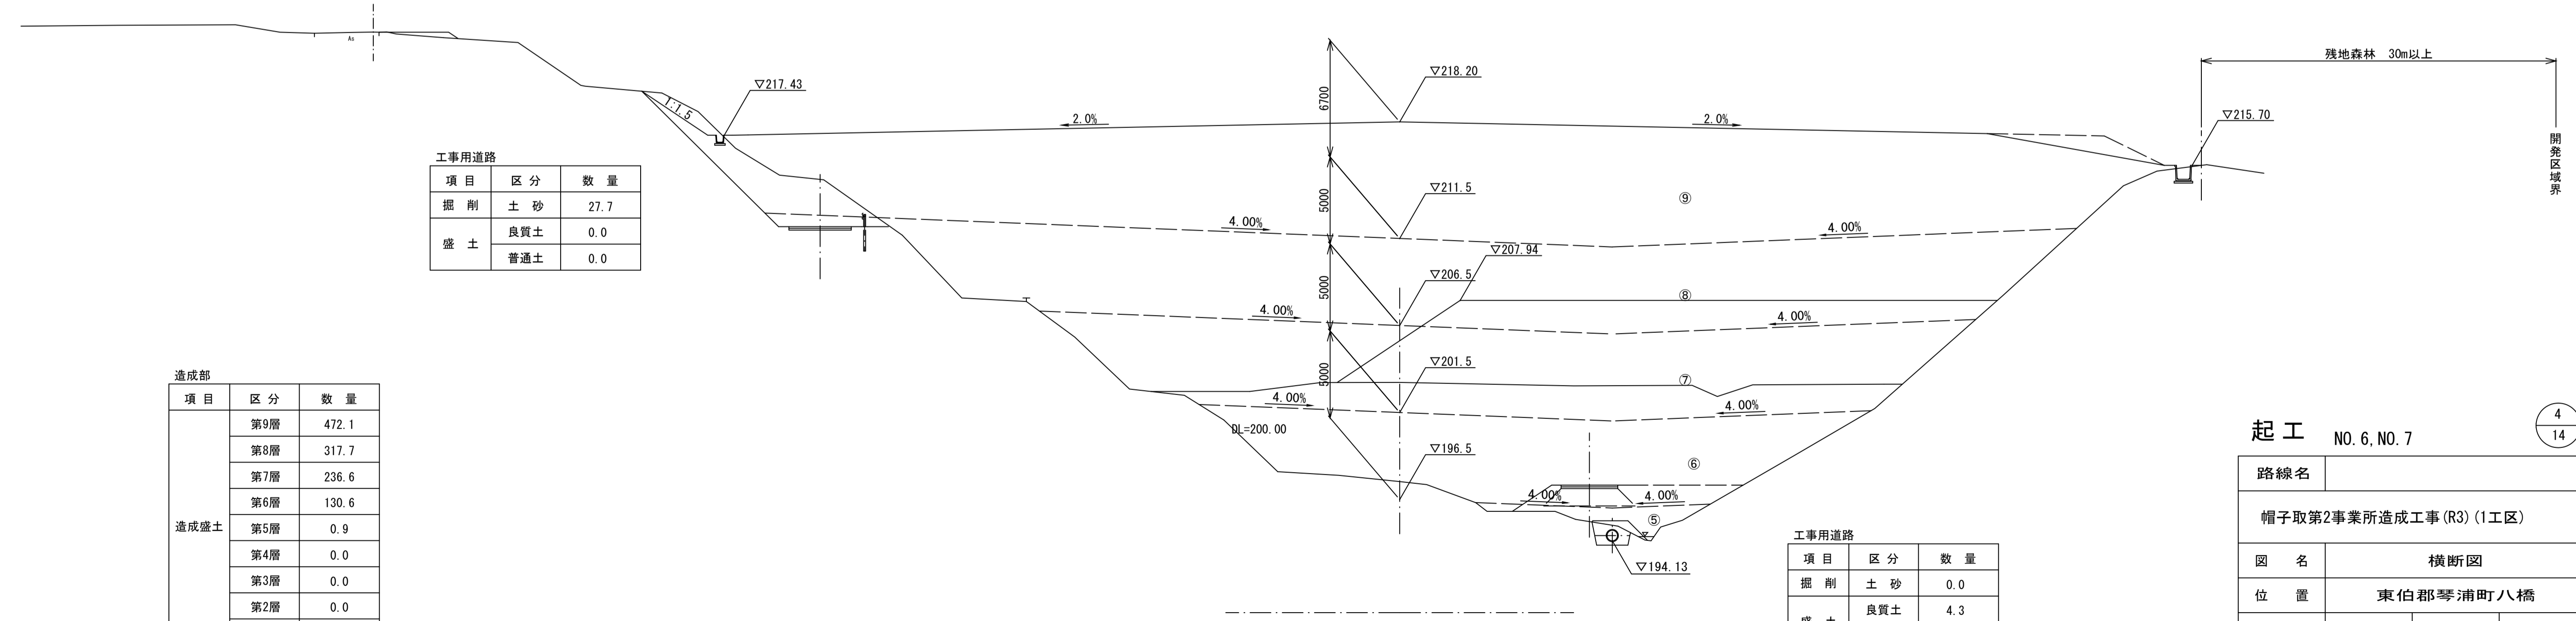 As
1:1.5
▽217.43
2.0%
6700
▽218.20
2.0%
残地森林　30m以上
▽215.70
開発区域界
工事用道路
項 目　区 分　数　量
掘　削　土　砂　27.7
盛　土　良質土　0.0
普通土　0.0
5000
▽211.5
⑨
4.00%
4.00%
▽207.94
5000
▽206.5
⑧
4.00%
4.00%
5000
▽201.5
⑦
4.00%
4.00%
DL=200.00
▽196.5
⑥
4.00%
4.00%
⑤
▽194.13
造成部
項 目　区 分　数　量
造成盛土
第9層　472.1
第8層　317.7
第7層　236.6
第6層　130.6
第5層　0.9
第4層　0.0
第3層　0.0
第2層　0.0
工事用道路
項 目　区 分　数　量
掘　削　土　砂　0.0
盛　土　良質土　4.3
起工　NO.6,NO.7
4
14
路線名
帽子取第2事業所造成工事(R3)(1工区)
図　名　横断図
位　置　東伯郡琴浦町八橋